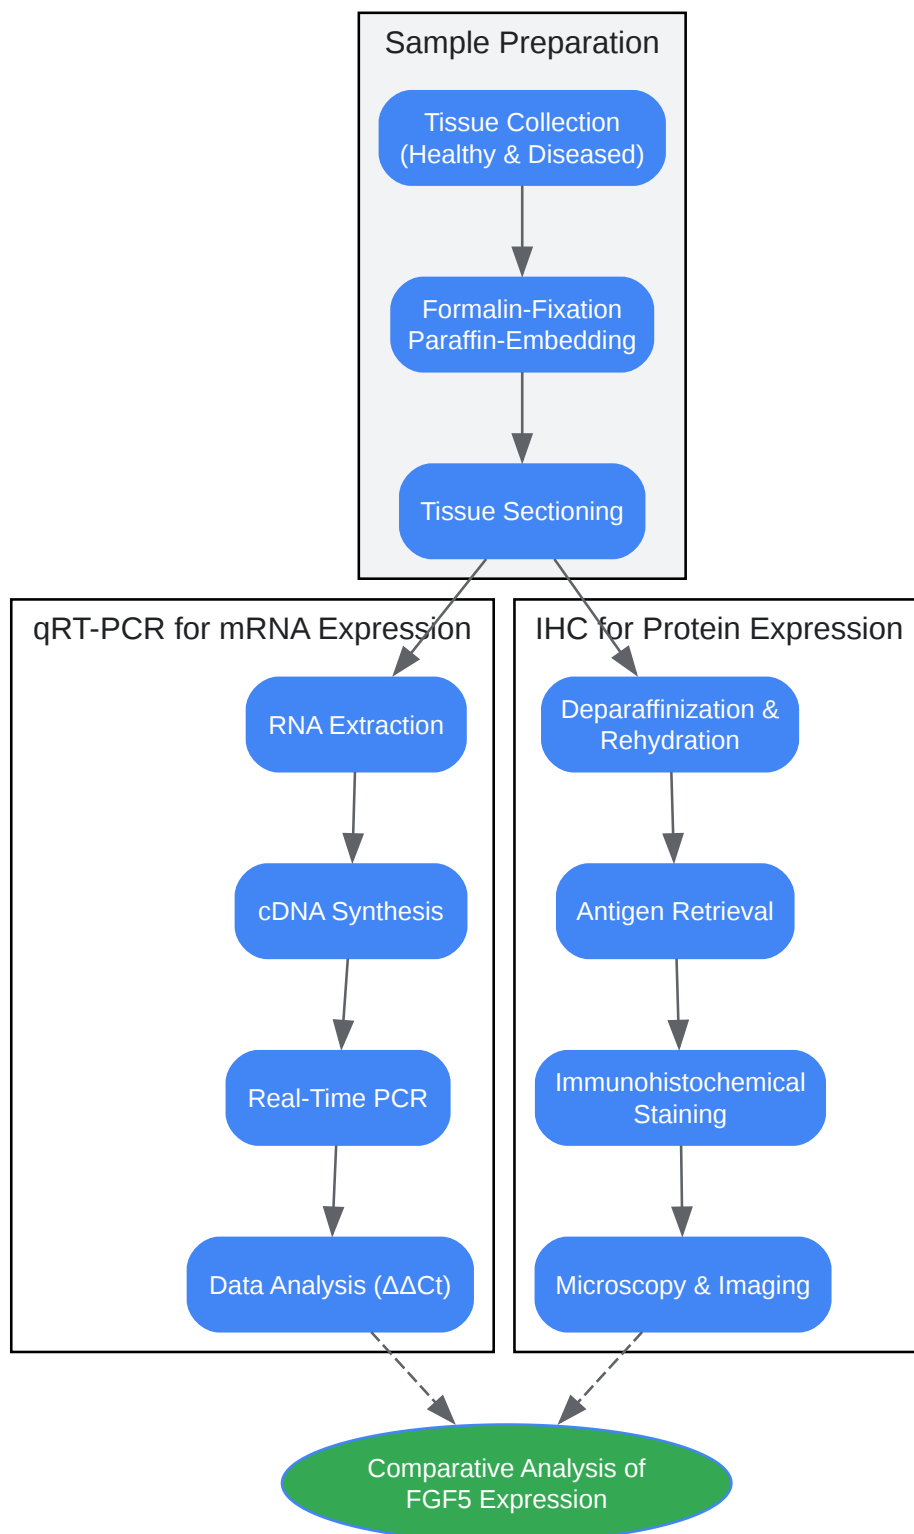 Sample Preparation
Tissue Collection
(Healthy & Diseased)
Formalin-Fixation
Paraffin-Embedding
Tissue Sectioning
qRT-PCR for mRNA Expression
RNA Extraction
cDNA Synthesis
Real-Time PCR
Data Analysis (ΔΔCt)
IHC for Protein Expression
Deparaffinization &
Rehydration
Antigen Retrieval
Immunohistochemical
Staining
Microscopy & Imaging
Comparative Analysis of
FGF5 Expression